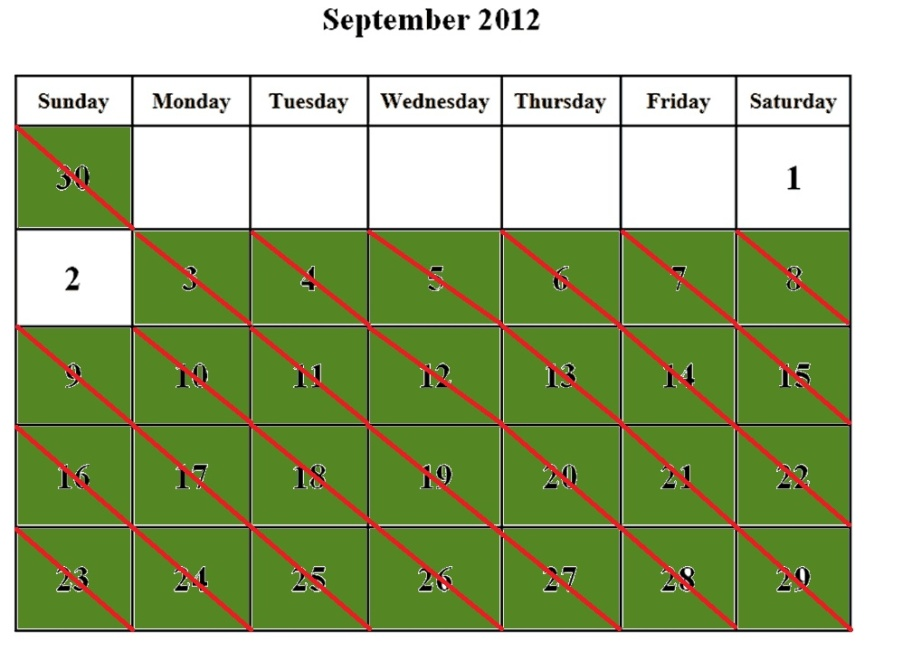 September 2012
Sunday Monday Tuesday Wednesday Thursday Friday Saturday
30 1
2 3 4 5 6 7 8
9 10 11 12 13 14 15
16 17 18 19 20 21 22
23 24 25 26 27 28 29